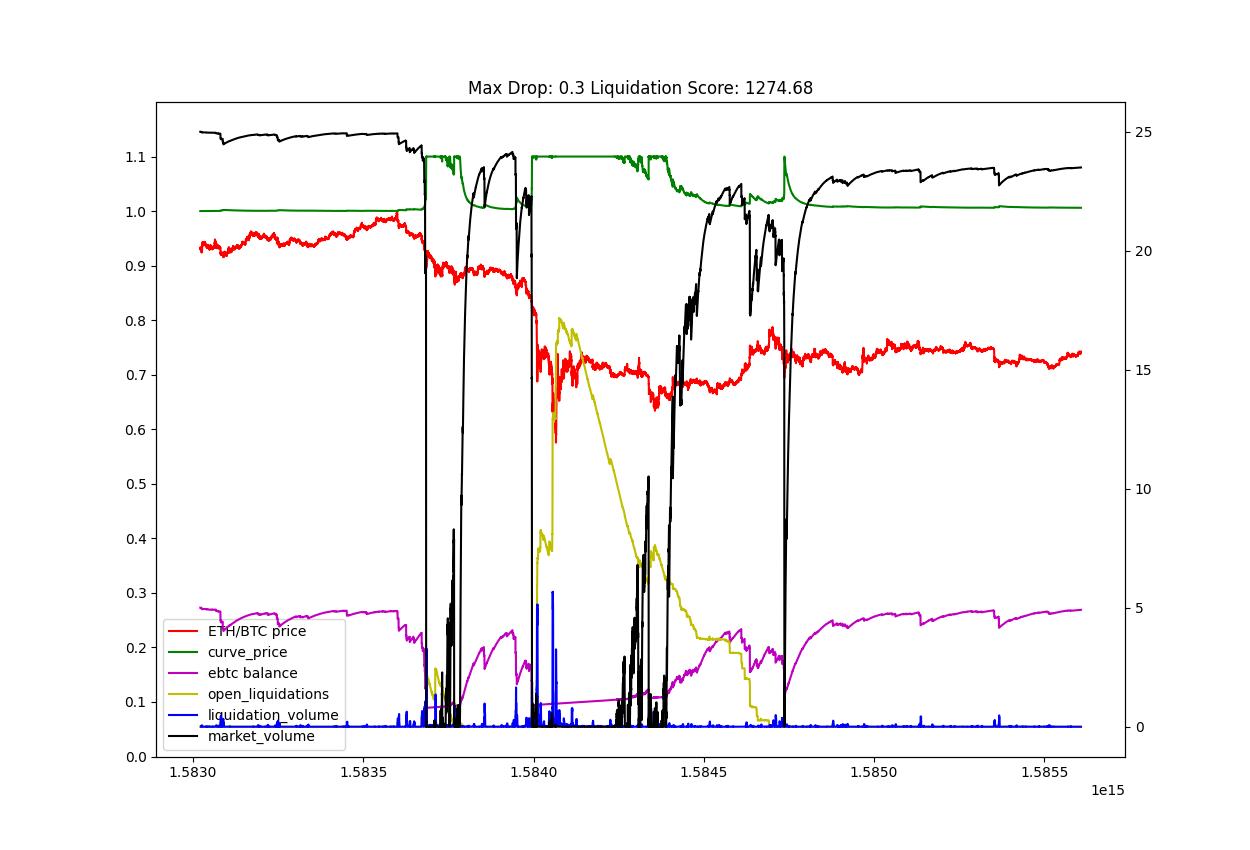 Max Drop: 0.3 Liquidation Score: 1274.68
1.1
1.0
0.9
0.8
0.7
0.6
0.5
0.4
0.3
0.2
0.1
0.0
25
20
15
10
5
0
ETH/BTC price
curve_price
ebtc balance
open_liquidations
liquidation_volume
market_volume
1.5830 1.5835 1.5840 1.5845 1.5850 1.5855
1e15